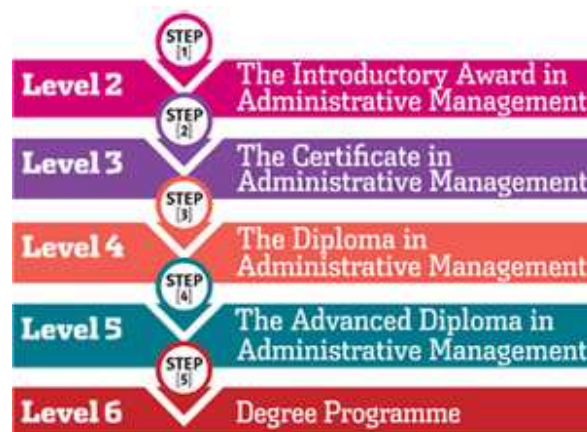 STEP
[1]
Level 2
The Introductory Award in
Administrative Management
STEP
[2]
Level 3
The Certificate in
Administrative Management
STEP
[3]
Level 4
The Diploma in
Administrative Management
STEP
[4]
Level 5
The Advanced Diploma in
Administrative Management
STEP
[5]
Level 6
Degree Programme